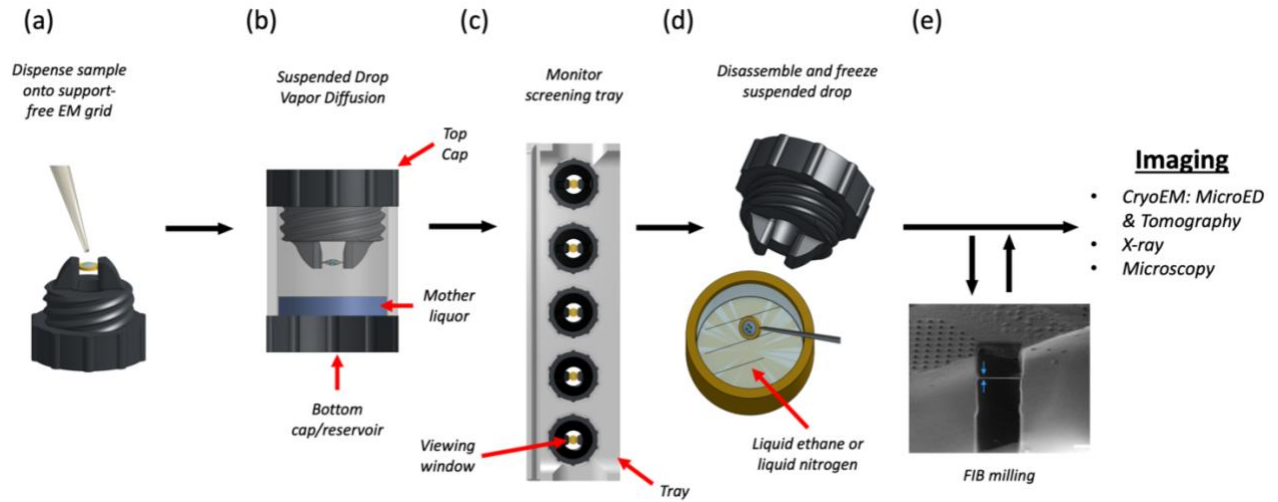 (a)
Dispense sample
onto support-
free EM grid
(b)
Suspended Drop
Vapor Diffusion
Top
Cap
Mother
liquor
Bottom
cap/reservoir
(c)
Monitor
screening tray
Viewing
window
Tray
(d)
Disassemble and freeze
suspended drop
Liquid ethane or
liquid nitrogen
(e)
FIB milling
Imaging
• CryoEM: MicroED
& Tomography
• X-ray
• Microscopy